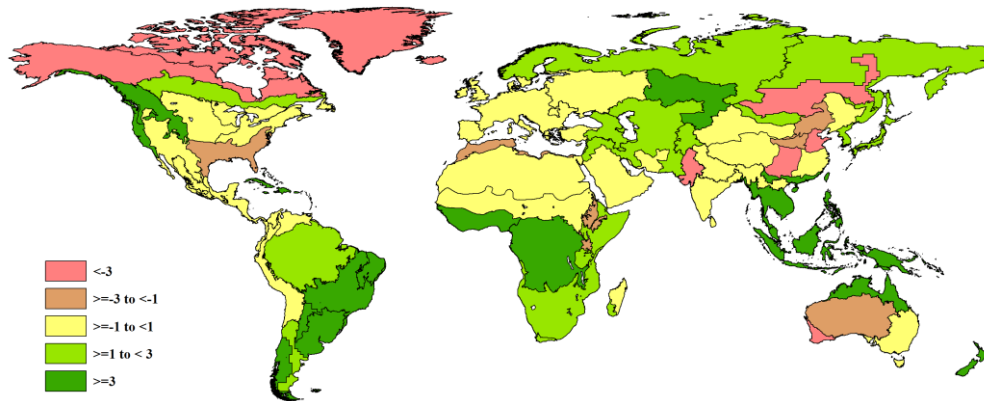 <-3
>=-3 to <-1
>=-1 to <1
>=1 to < 3
>=3